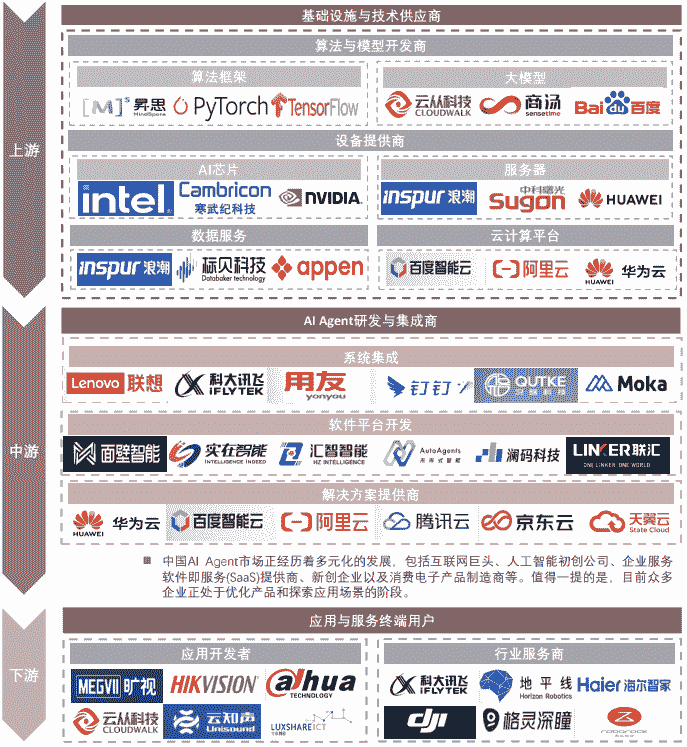 上游
基础设施与技术供应商
算法与模型开发商
算法框架
大模型
[M]s 昇思 MindSpore
PyTorch
TensorFlow
云从科技 CLOUDWALK
商汤 sensetime
Bai du 百度
设备提供商
AI芯片
服务器
intel
Cambricon 寒武纪科技
NVIDIA
inspur 浪潮
中科曙光 Sugon
HUAWEI
数据服务
云计算平台
inspur 浪潮
标贝科技 Databaker technology
appen
百度智能云
阿里云
HUAWEI 华为云
中游
AI Agent研发与集成商
系统集成
Lenovo 联想
科大讯飞 iFLYTEK
用友 yonyou
钉钉
QUTKE
Moka
软件平台开发
面壁智能
实在智能 INTELLIGENCE INDEED
汇智智能 HZ INTELLIGENCE
AutoAgents 未来式智能
澜码科技
LINKER联汇 ONE LINKER ONE WORLD
解决方案提供商
HUAWEI 华为云
百度智能云
阿里云
腾讯云
京东云
天翼云 State Cloud
■ 中国AI Agent市场正经历着多元化的发展，包括互联网巨头、人工智能初创公司、企业服务
软件即服务(SaaS)提供商、新创企业以及消费电子产品制造商等。值得一提的是，目前众多
企业正处于优化产品和探索应用场景的阶段。
下游
应用与服务终端用户
应用开发者
行业服务商
MEGVII 旷视
HIKVISION
alhua TECHNOLOGY
科大讯飞 iFLYTEK
地平线 Horizon Robotics
Haier 海尔智家
云从科技 CLOUDWALK
云知声 Unisound
LUXSHARE ICT
dji
格灵深瞳
roborock